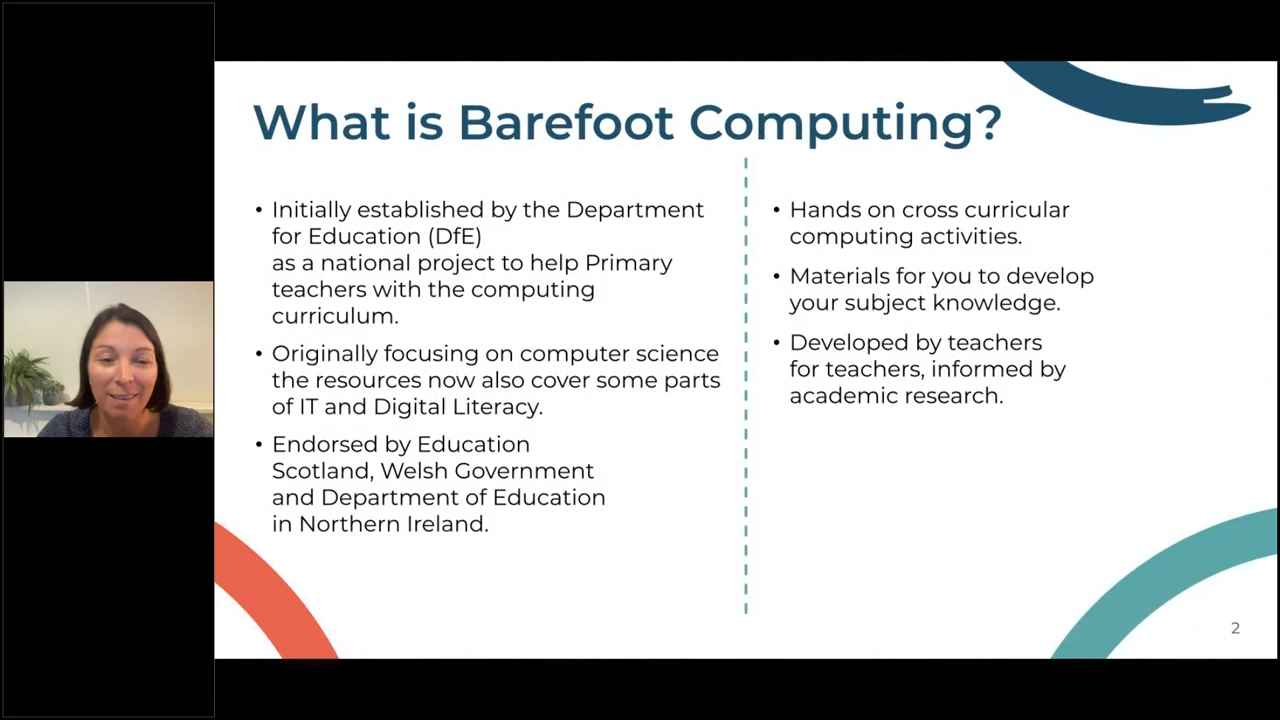 What is Barefoot Computing?
• Initially established by the Department
for Education (DfE)
as a national project to help Primary
teachers with the computing
curriculum.
• Originally focusing on computer science
the resources now also cover some parts
of IT and Digital Literacy.
• Endorsed by Education
Scotland, Welsh Government
and Department of Education
in Northern Ireland.
• Hands on cross curricular
computing activities.
• Materials for you to develop
your subject knowledge.
• Developed by teachers
for teachers, informed by
academic research.
2